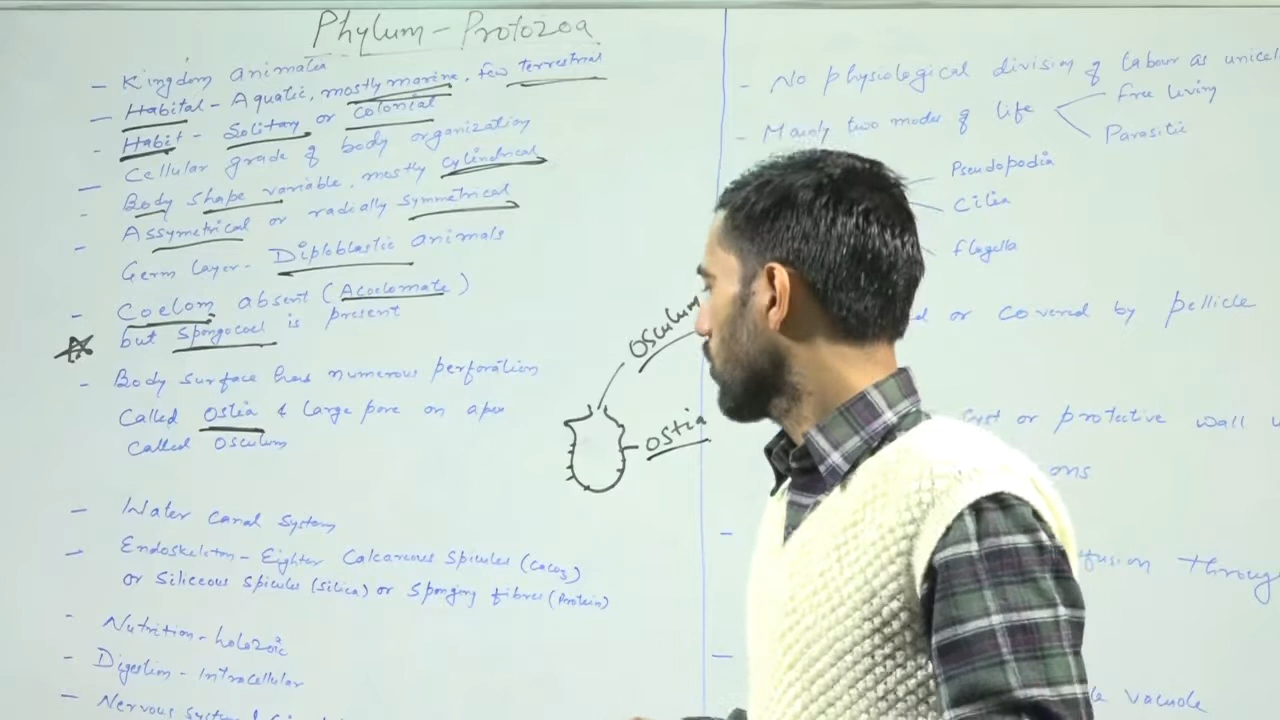 Phylum - Protozoa
- Kingdom animalia
- Habital - Aquatic, mostly marine, few terrestrial
- Habit - Solitary or colonial
- Cellular grade of body organization
- Body shape variable, mostly cylindrical
- Assymetrical or radially symmetrical
Germ layer - Diploblastic animals
- Coelom absent (Acoelomate)
but Spongocoel is present
- Body surface has numerous perforation
Called Ostia & large pore on apex
Called Osculum
- Water canal System
- Endoskeleton - Eighter Calcareous Spicules (CaCO3)
or Siliceous Spicules (Silica) or Sponging fibres (Protein)
- Nutrition - holozoic
- Digestion - Intracellular
- Nervous system
Osculum
Ostia
- No physiological division of labour as unicel
- Mainly two modes of life
Free living
Parasitic
Pseudopodia
Cilia
Flagella
or covered by pellicle
Cyst or protective wall
ons
ffusion through
vacuole